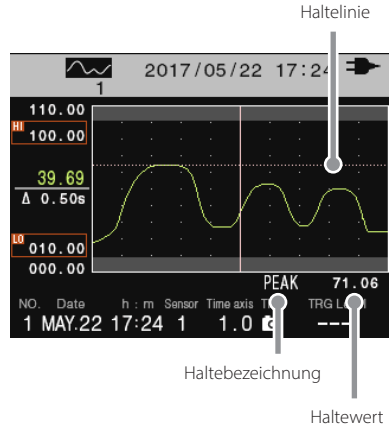 Haltelinie
2017/05/22 17:24
1
110.00
HI 100.00
39.69
Δ 0.50s
LO 010.00
000.00
PEAK 71.06
NO. Date h : m Sensor Time axis TRG
1 MAY.22 17:24 1 1.0 ---
Haltebezeichnung
Haltewert